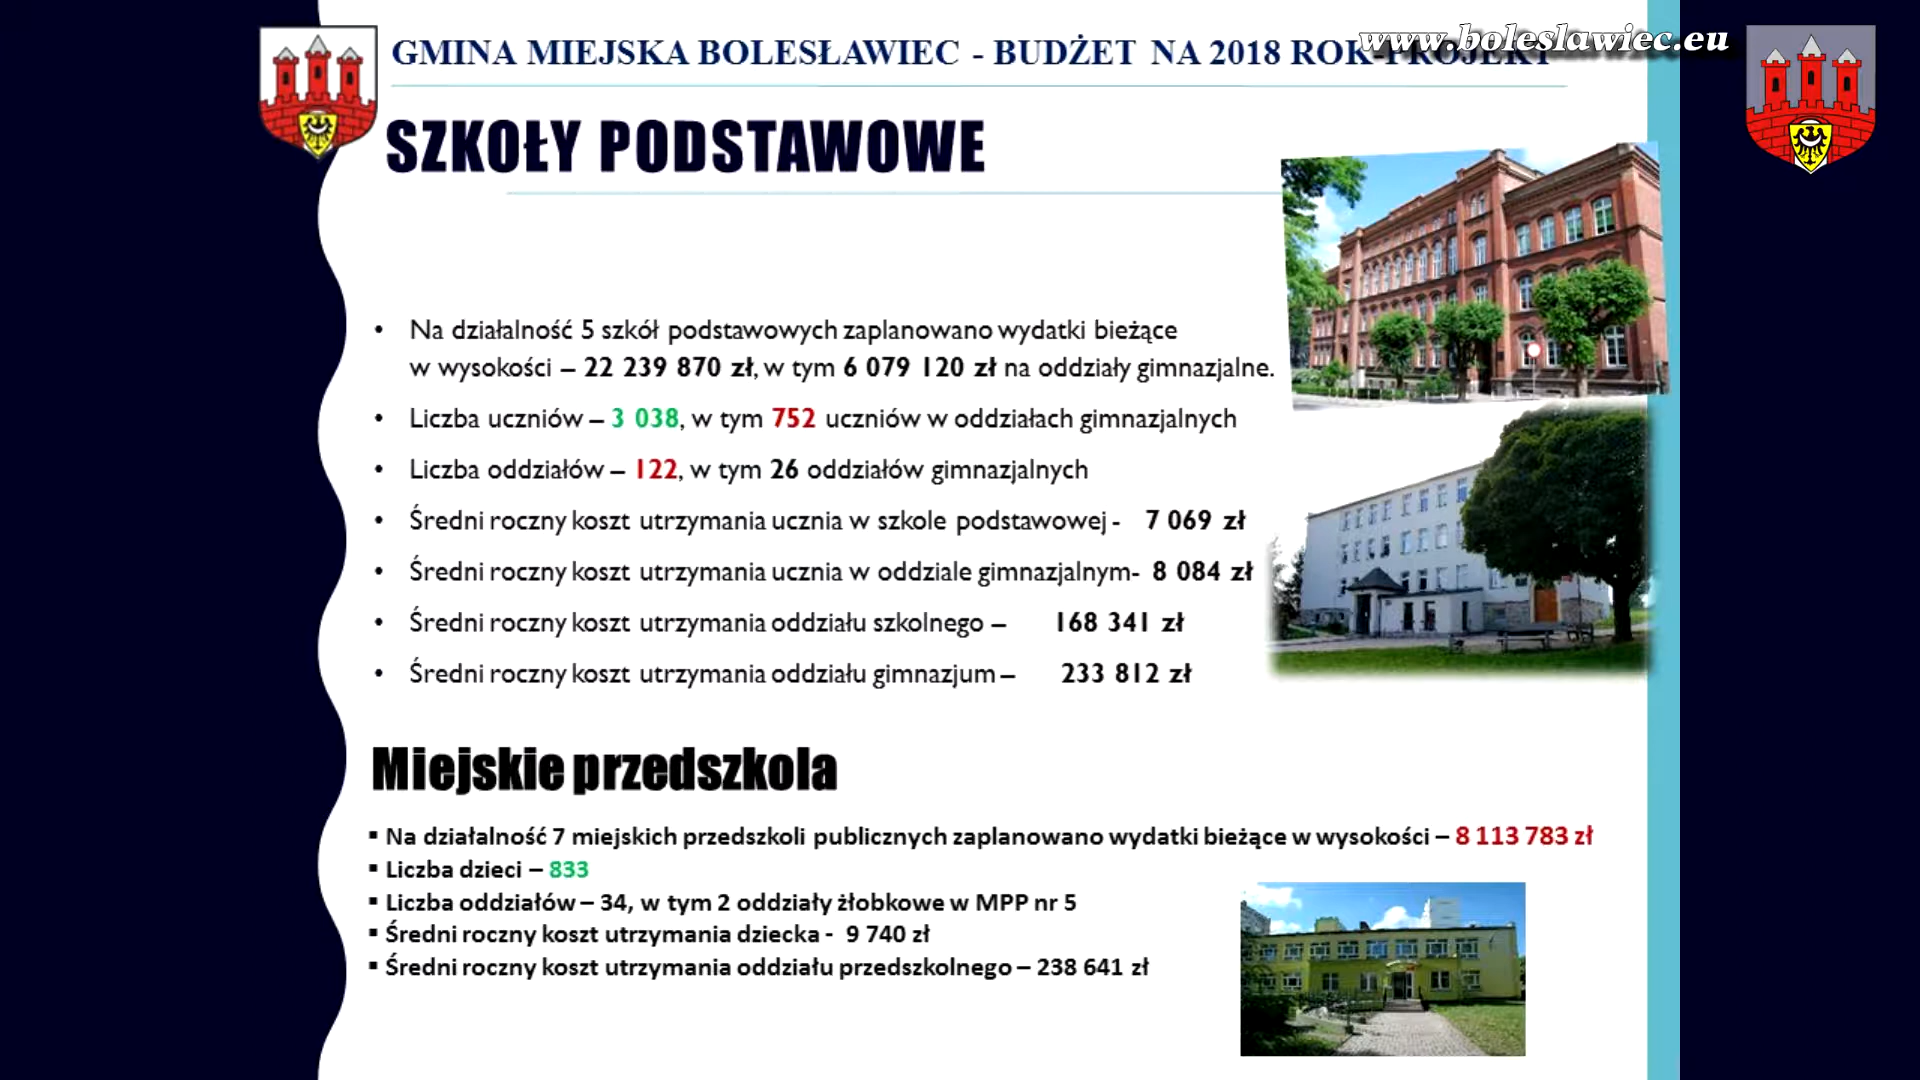 GMINA MIEJSKA BOLESŁAWIEC - BUDŻET NA 2018 ROK-PROJEKT
www.boleslawiec.eu
SZKOŁY PODSTAWOWE
• Na działalność 5 szkół podstawowych zaplanowano wydatki bieżące
w wysokości – 22 239 870 zł, w tym 6 079 120 zł na oddziały gimnazjalne.
• Liczba uczniów – 3 038, w tym 752 uczniów w oddziałach gimnazjalnych
• Liczba oddziałów – 122, w tym 26 oddziałów gimnazjalnych
• Średni roczny koszt utrzymania ucznia w szkole podstawowej - 7 069 zł
• Średni roczny koszt utrzymania ucznia w oddziale gimnazjalnym- 8 084 zł
• Średni roczny koszt utrzymania oddziału szkolnego – 168 341 zł
• Średni roczny koszt utrzymania oddziału gimnazjum – 233 812 zł
Miejskie przedszkola
▪ Na działalność 7 miejskich przedszkoli publicznych zaplanowano wydatki bieżące w wysokości – 8 113 783 zł
▪ Liczba dzieci – 833
▪ Liczba oddziałów – 34, w tym 2 oddziały żłobkowe w MPP nr 5
▪ Średni roczny koszt utrzymania dziecka - 9 740 zł
▪ Średni roczny koszt utrzymania oddziału przedszkolnego – 238 641 zł